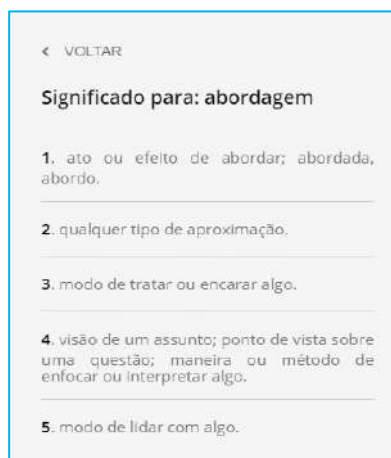 < VOLTAR
Significado para: abordagem
1. ato ou efeito de abordar; abordada,
abordo.
2. qualquer tipo de aproximação.
3. modo de tratar ou encarar algo.
4. visão de um assunto; ponto de vista sobre
uma questão; maneira ou método de
enfocar ou interpretar algo.
5. modo de lidar com algo.